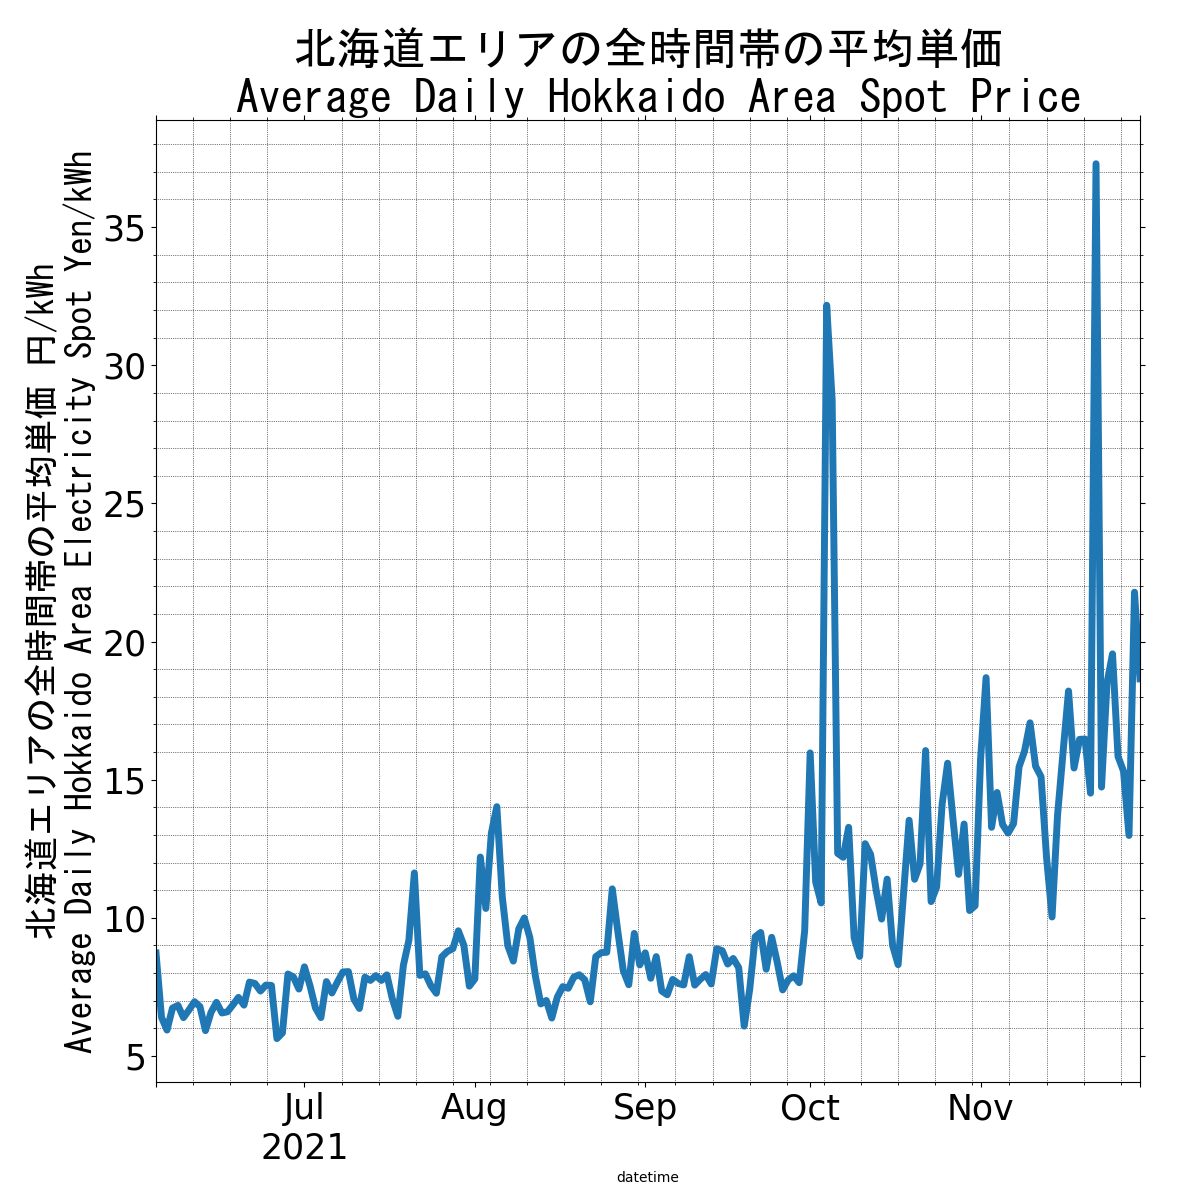 北海道エリアの全時間帯の平均単価
Average Daily Hokkaido Area Spot Price
北海道エリアの全時間帯の平均単価 円/kWh
Average Daily Hokkaido Area Electricity Spot Yen/kWh
35
30
25
20
15
10
5
Jul
Aug
Sep
Oct
Nov
2021
datetime